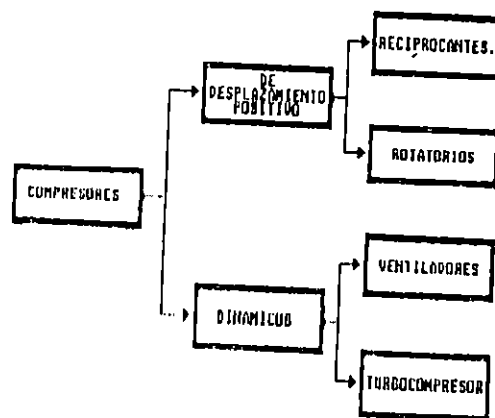 COMPRESORES
DE
DESPLAZAMIENTO
POSITIVO
RECIPROCANTES.
ROTATORIOS
DINAMICOS
VENTILADORES
TURBOCOMPRESOR